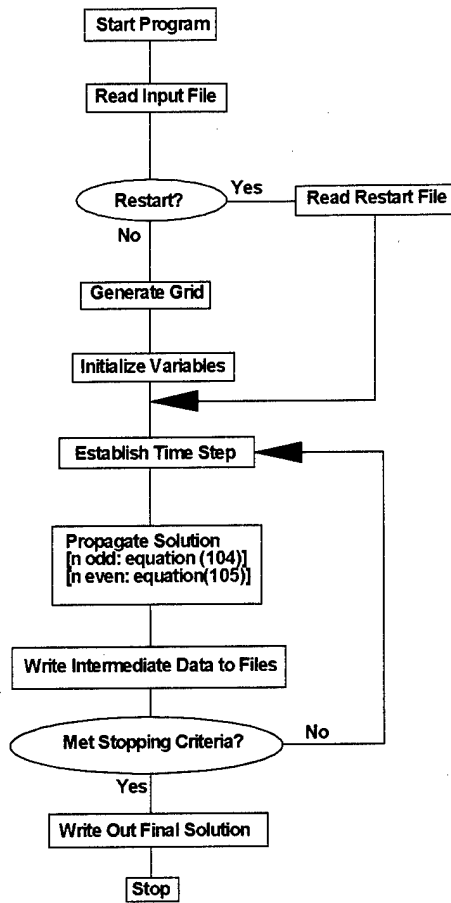 Start Program
Read Input File
Restart?
Yes
Read Restart File
No
Generate Grid
Initialize Variables
Establish Time Step
Propagate Solution
[n odd: equation (104)]
[n even: equation(105)]
Write Intermediate Data to Files
Met Stopping Criteria?
No
Yes
Write Out Final Solution
Stop